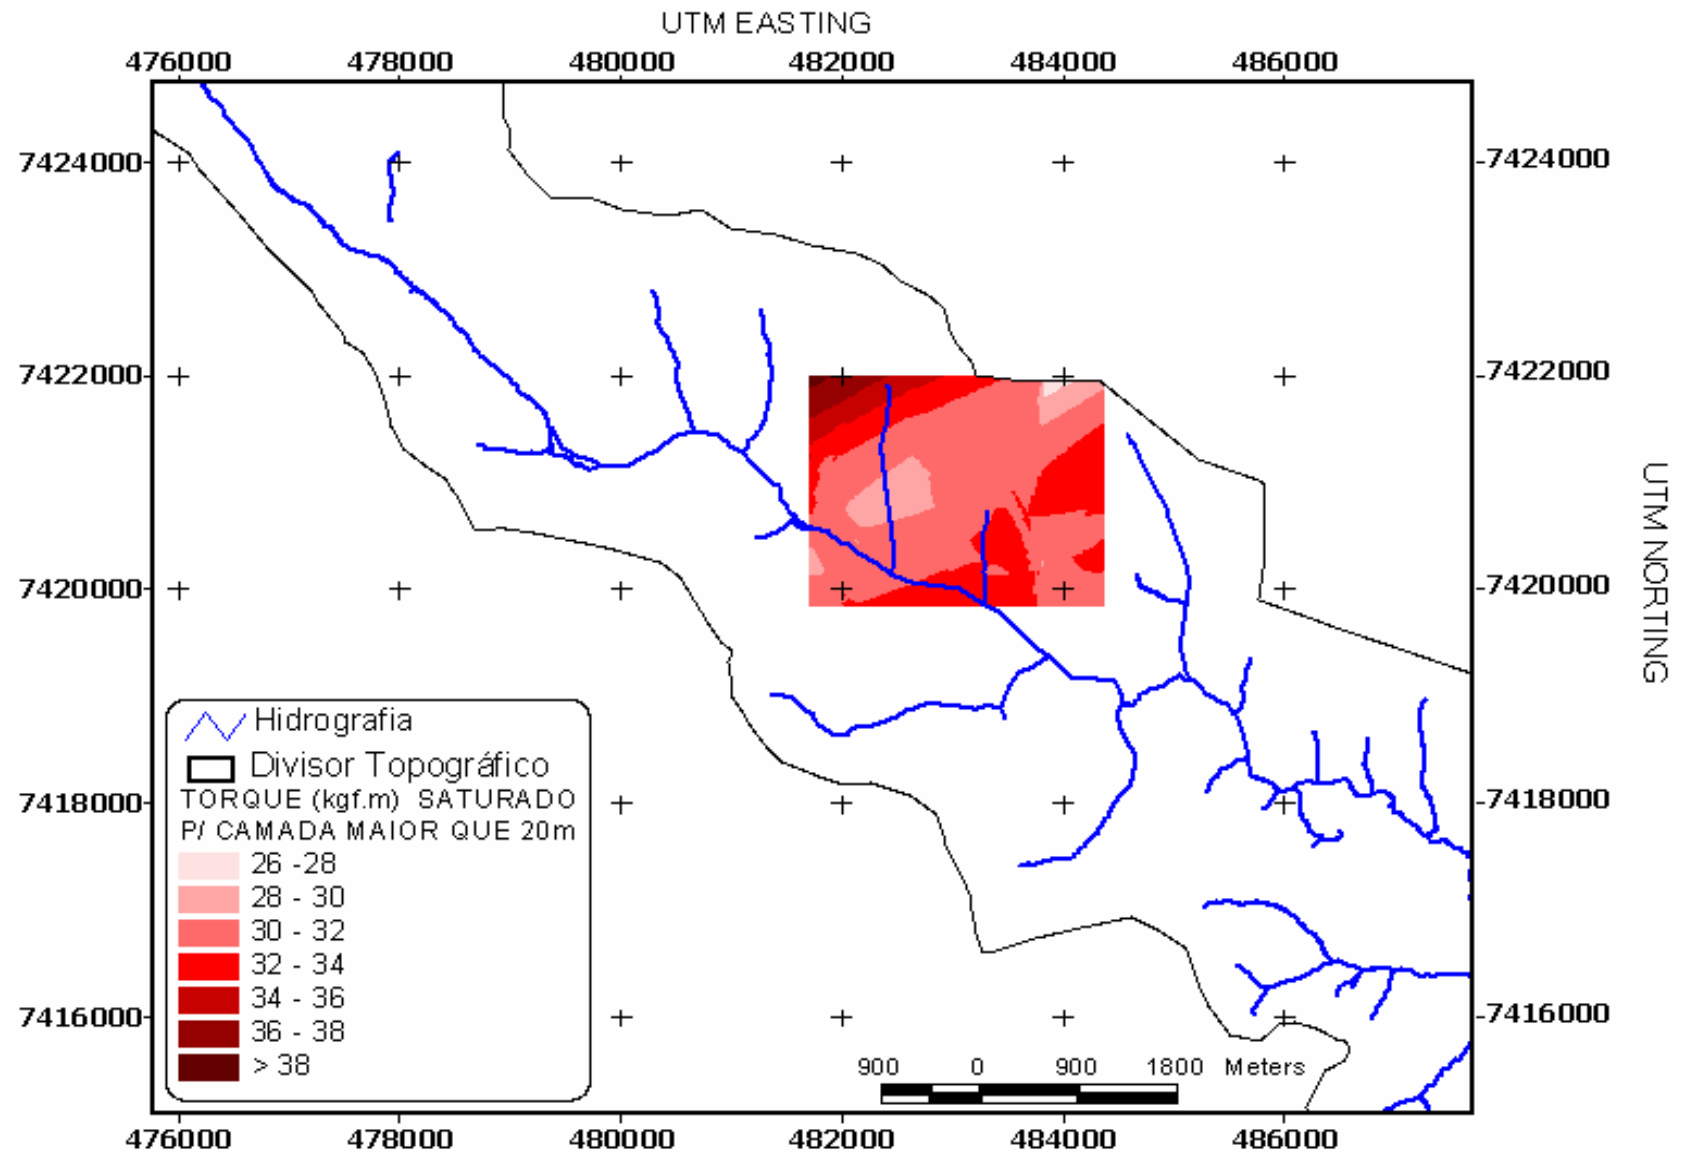 UTM EASTING
476000 478000 480000 482000 484000 486000
7424000 7424000
7422000 7422000
7420000 7420000
7418000 7418000
7416000 7416000
UTM NORTING
Hidrografia
Divisor Topográfico
TORQUE (kgf.m) SATURADO
P/ CAMADA MAIOR QUE 20m
26 -28
28 - 30
30 - 32
32 - 34
34 - 36
36 - 38
> 38
900 0 900 1800 Meters
476000 478000 480000 482000 484000 486000